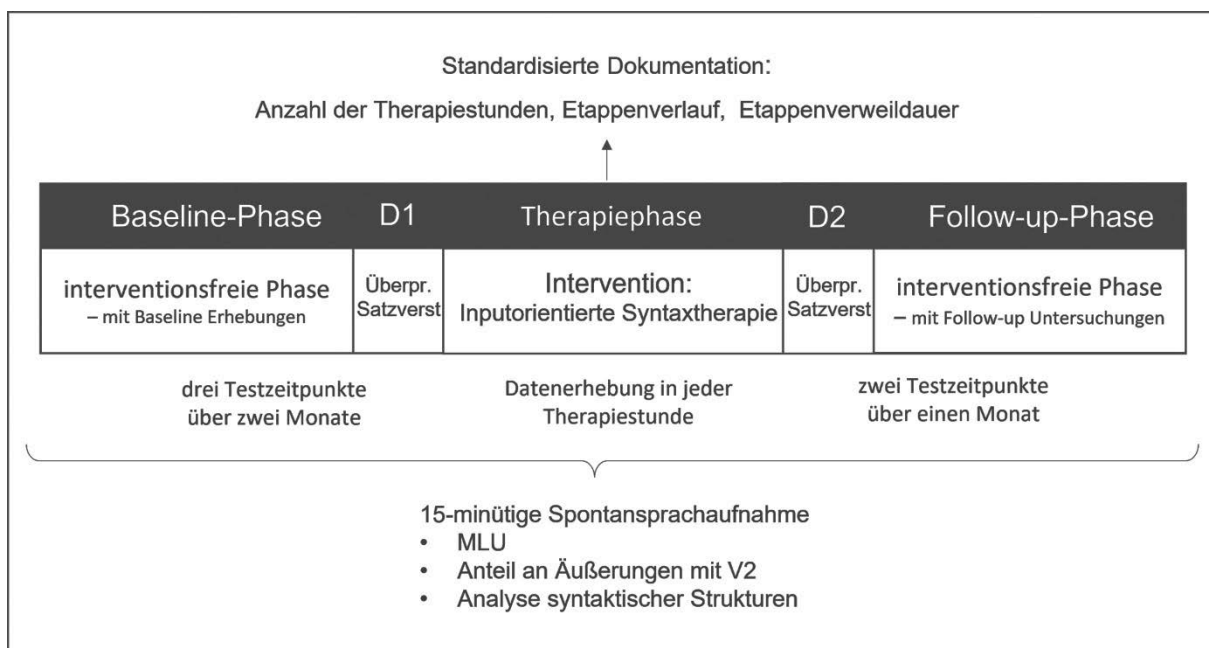 Standardisierte Dokumentation:
Anzahl der Therapiestunden, Etappenverlauf, Etappenverweildauer
Baseline-Phase
D1
Therapiephase
D2
Follow-up-Phase
interventionsfreie Phase
– mit Baseline Erhebungen
Überpr.
Satzverst
Intervention:
Inputorientierte Syntaxtherapie
Überpr.
Satzverst
interventionsfreie Phase
– mit Follow-up Untersuchungen
drei Testzeitpunkte
über zwei Monate
Datenerhebung in jeder
Therapiestunde
zwei Testzeitpunkte
über einen Monat
15-minütige Spontansprachaufnahme
• MLU
• Anteil an Äußerungen mit V2
• Analyse syntaktischer Strukturen